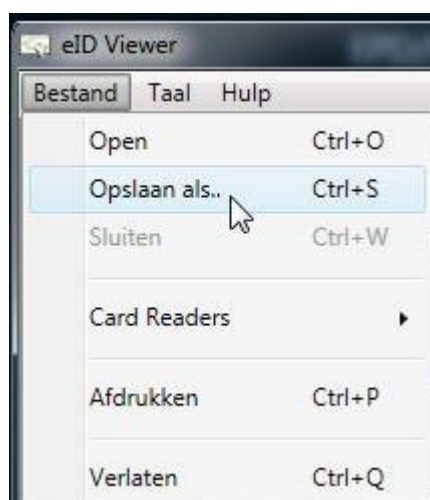 eID Viewer
Bestand Taal Hulp
Open Ctrl+O
Opslaan als.. Ctrl+S
Sluiten Ctrl+W
Card Readers
Afdrukken Ctrl+P
Verlaten Ctrl+Q